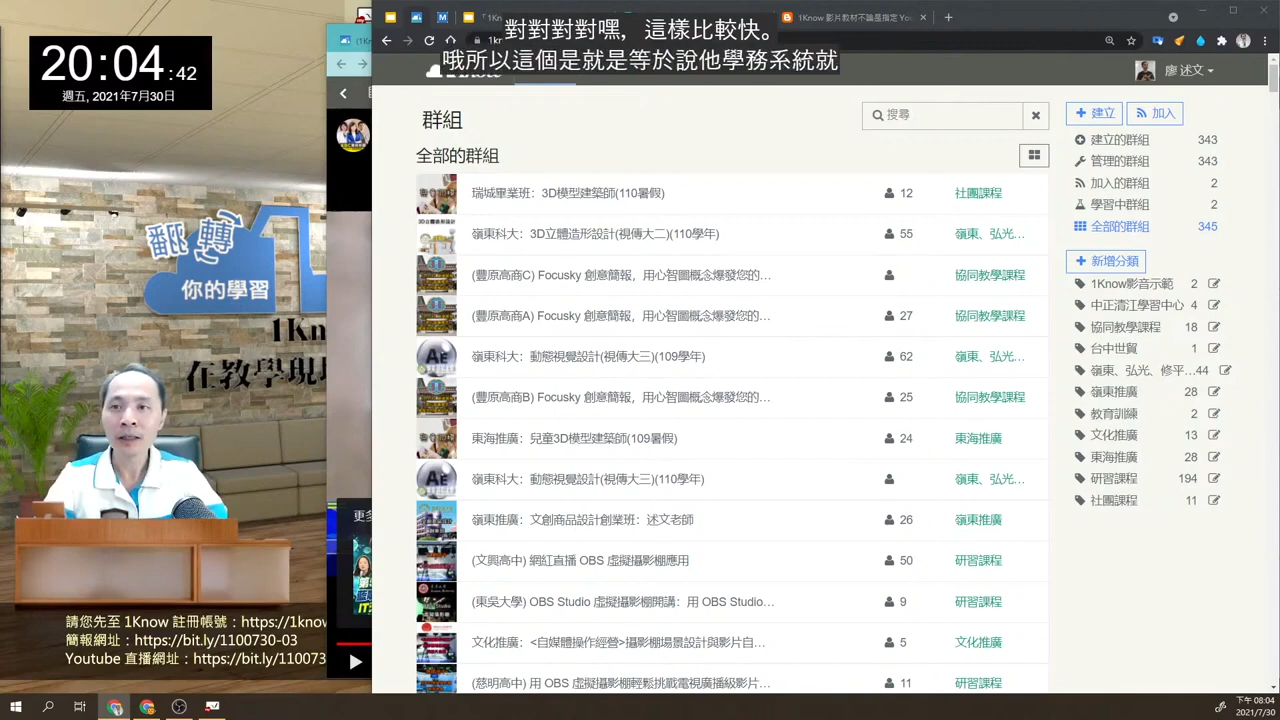 20:04:42
週五, 2021年7月30日
翻轉
你的學習
1Kn
在教學現
請您先至 1Know 註冊帳號：https://1know
簡報網址：https://bit.ly/1100730-03
Youtube 直播網址：https://bit.ly/110073
更多
1Know 影片教材不論是指定 You
對對對對嘿，這樣比較快。
哦所以這個是就是等於說他學務系統就
廖 述文
群組
搜尋
全部的群組
瑞城畢業班：3D模型建築師(110暑假) 12 社團課程
嶺東科大：3D立體造形設計(視傳大二)(110學年) 55 嶺東、弘光…
(豐原高商C) Focusky 創意簡報，用心智圖概念爆發您的… 協同教學課程
(豐原高商A) Focusky 創意簡報，用心智圖概念爆發您的… 27 協同教學課程
嶺東科大：動態視覺設計(視傳大三)(109學年) 62 嶺東、弘光…
(豐原高商B) Focusky 創意簡報，用心智圖概念爆發您的… 25 協同教學課程
東海推廣：兒童3D模型建築師(109暑假) 24 東海推廣
嶺東科大：動態視覺設計(視傳大三)(110學年) 嶺東、弘光…
嶺東推廣：文創商品設計創業班：述文老師 26 嶺東推廣
(文興高中) 網紅直播 OBS 虛擬攝影棚應用 50 研習課程
(東吳大學) OBS Studio 虛擬攝影棚開講：用 OBS Studio… 9 研習課程
文化推廣：<自媒體操作經營>攝影棚場景設計與影片自… 5 文化推廣
(慈明高中) 用 OBS 虛擬攝影棚輕鬆挑戰電視廣播級影片… 11 研習課程
建立 加入
建立的群組 343
管理的群組 343
加入的群組 2
學習中群組 2
全部的群組 345
新增分類
1Know影音示範 2
中正濃江學習中心 4
協同教學課程 18
台中世貿 1
嶺東、弘光、修平…44
嶺東推廣 28
教育訓練 2
文化推廣 13
東海推廣 28
研習課程 194
社團課程 11
下午 08:04
2021/7/30